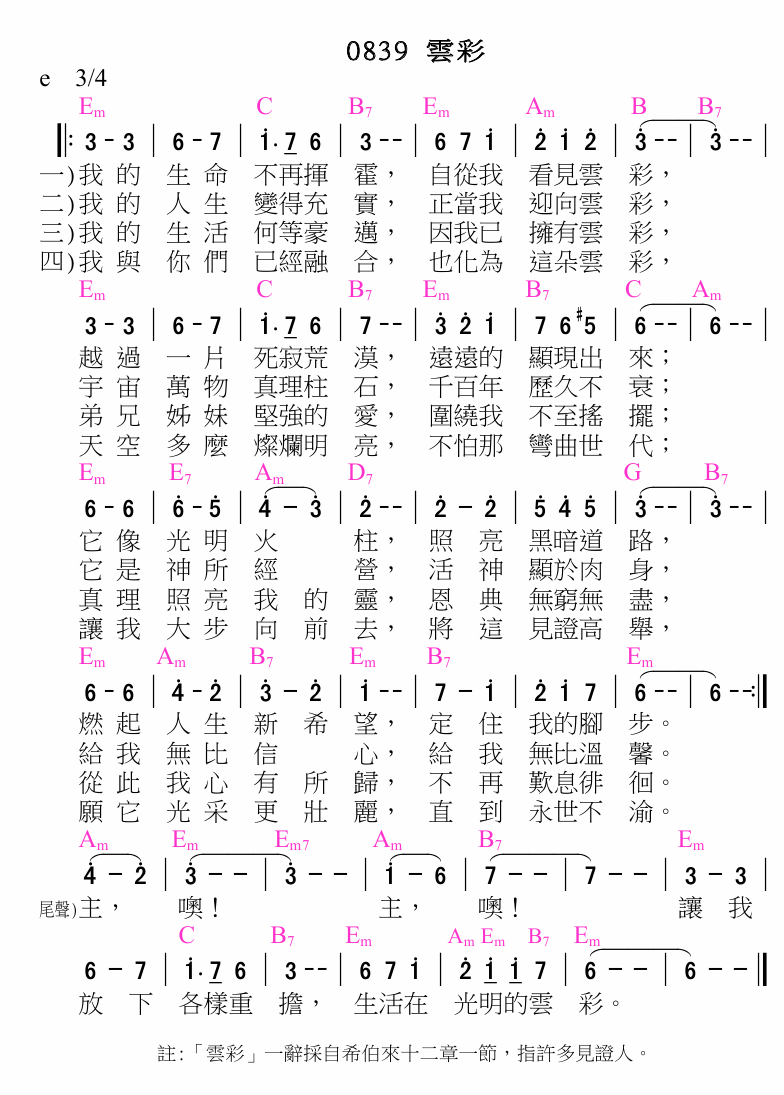 0839 雲彩
e 3/4
Em C B7 Em Am B B7
‖: 3 - 3 | 6 - 7 | i̇. 7 6 | 3 - - | 6 7 i̇ | 2̇ i̇ 2̇ | 3̇ - - | 3̇ - - |
一)我的 生命 不再揮 霍， 自從我 看見雲 彩，
二)我的 人生 變得充 實， 正當我 迎向雲 彩，
三)我的 生活 何等豪 邁， 因我已 擁有雲 彩，
四)我與 你們 已經融 合， 也化為 這朵雲 彩，
Em C B7 Em B7 C Am
3 - 3 | 6 - 7 | i̇. 7 6 | 7 - - | 3̇ 2̇ i̇ | 7 6 #5 | 6 - - | 6 - - |
越過 一片 死寂荒 漠， 遠遠的 顯現出 來；
宇宙 萬物 真理柱 石， 千百年 歷久不 衰；
弟兄 姊妹 堅強的 愛， 圍繞我 不至搖 擺；
天空 多麼 燦爛明 亮， 不怕那 彎曲世 代；
Em E7 Am D7 G B7
6 - 6 | 6̇ - 5̇ | 4̇ - 3̇ | 2̇ - - | 2̇ - 2̇ | 5̇ 4̇ 5̇ | 3̇ - - | 3̇ - - |
它像 光明 火 柱， 照亮 黑暗道 路，
它是 神所 經 營， 活神 顯於肉 身，
真理 照亮 我的 靈， 恩典 無窮無 盡，
讓我 大步 向前 去， 將這 見證高 舉，
Em Am B7 Em B7 Em
6 - 6 | 4̇ - 2̇ | 3̇ - 2̇ | i̇ - - | 7 - i̇ | 2̇ i̇ 7 | 6 - - | 6 - - :‖
燃起 人生 新希 望， 定住 我的腳 步。
給我 無比 信 心， 給我 無比溫 馨。
從此 我心 有所 歸， 不再 歎息徘 徊。
願它 光采 更壯 麗， 直到 永世不 渝。
Am Em Em7 Am B7 Em
4̇ - 2̇ | 3̇ - - | 3̇ - - | i̇ - 6 | 7 - - | 7 - - | 3 - 3 |
尾聲)主， 噢！ 主， 噢！ 讓我
C B7 Em Am Em B7 Em
6 - 7 | i̇. 7 6 | 3 - - | 6 7 i̇ | 2̇ i̇ i̇ 7 | 6 - - | 6 - - ‖
放下 各樣重 擔， 生活在 光明的雲 彩。
註:「雲彩」一辭採自希伯來十二章一節，指許多見證人。